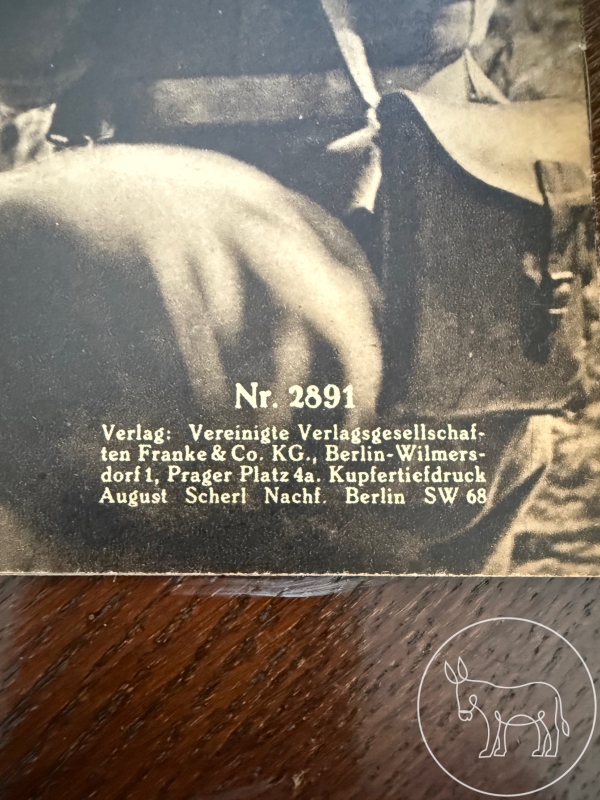 Nr. 2891
Verlag: Vereinigte Verlagsgesellschaf-
ten Franke & Co. KG., Berlin-Wilmers-
dorf 1, Prager Platz 4a. Kupfertiefdruck
August Scherl Nachf. Berlin SW 68